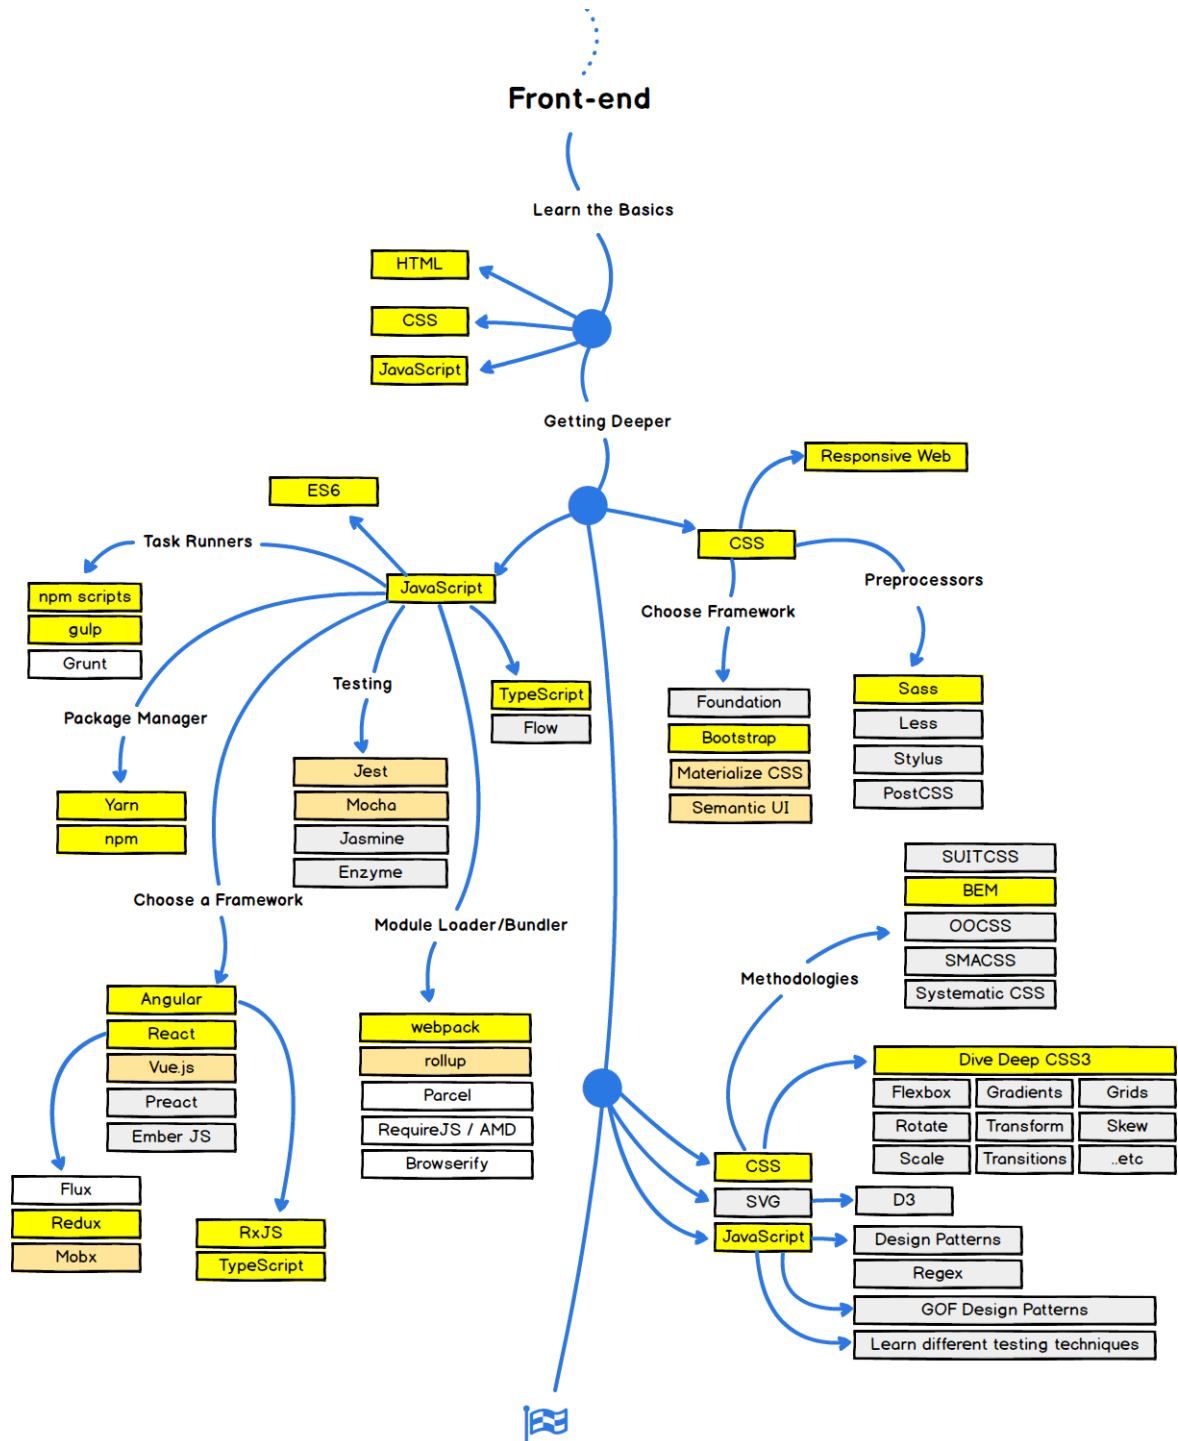 Front-end
Learn the Basics
HTML
CSS
JavaScript
Getting Deeper
Responsive Web
ES6
Task Runners
CSS
Preprocessors
JavaScript
npm scripts
gulp
Grunt
Choose Framework
Testing
TypeScript
Flow
Foundation
Bootstrap
Materialize CSS
Semantic UI
Sass
Less
Stylus
PostCSS
Package Manager
Yarn
npm
Jest
Mocha
Jasmine
Enzyme
SUITCSS
BEM
OOCSS
SMACSS
Systematic CSS
Choose a Framework
Module Loader/Bundler
Methodologies
Angular
React
Vue.js
Preact
Ember JS
webpack
rollup
Parcel
RequireJS / AMD
Browserify
Dive Deep CSS3
Flexbox Gradients Grids
Rotate Transform Skew
Scale Transitions ..etc
Flux
Redux
Mobx
RxJS
TypeScript
CSS
SVG
D3
JavaScript
Design Patterns
Regex
GOF Design Patterns
Learn different testing techniques